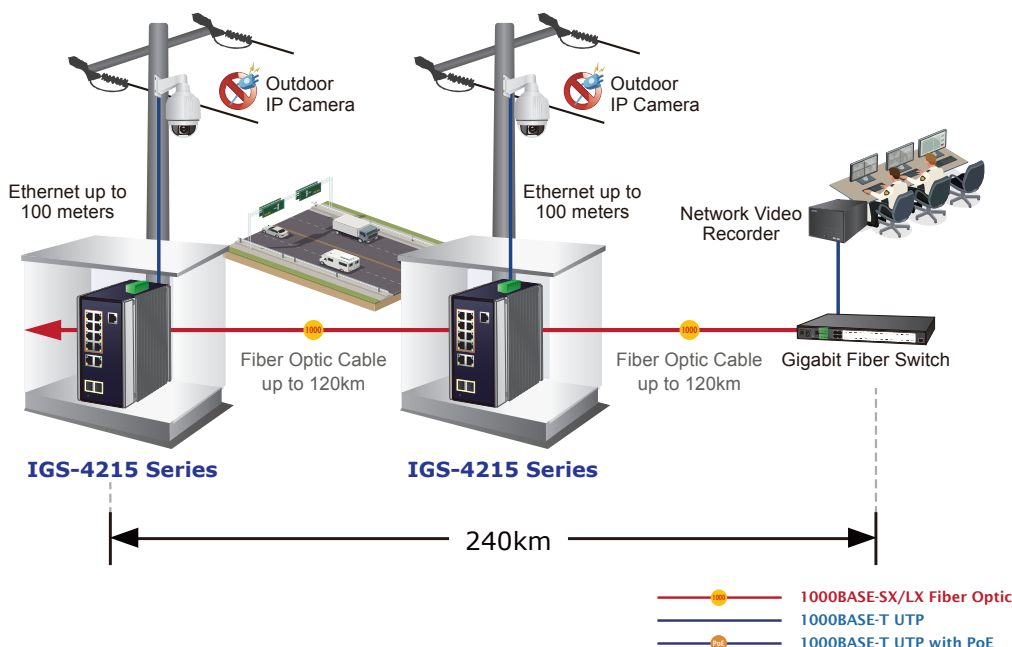 Outdoor
IP Camera
Outdoor
IP Camera
Ethernet up to
100 meters
Ethernet up to
100 meters
Network Video
Recorder
1000
1000
Fiber Optic Cable
up to 120km
Fiber Optic Cable
up to 120km
Gigabit Fiber Switch
IGS-4215 Series
IGS-4215 Series
240km
1000
1000BASE-SX/LX Fiber Optic
1000BASE-T UTP
PoE
1000BASE-T UTP with PoE